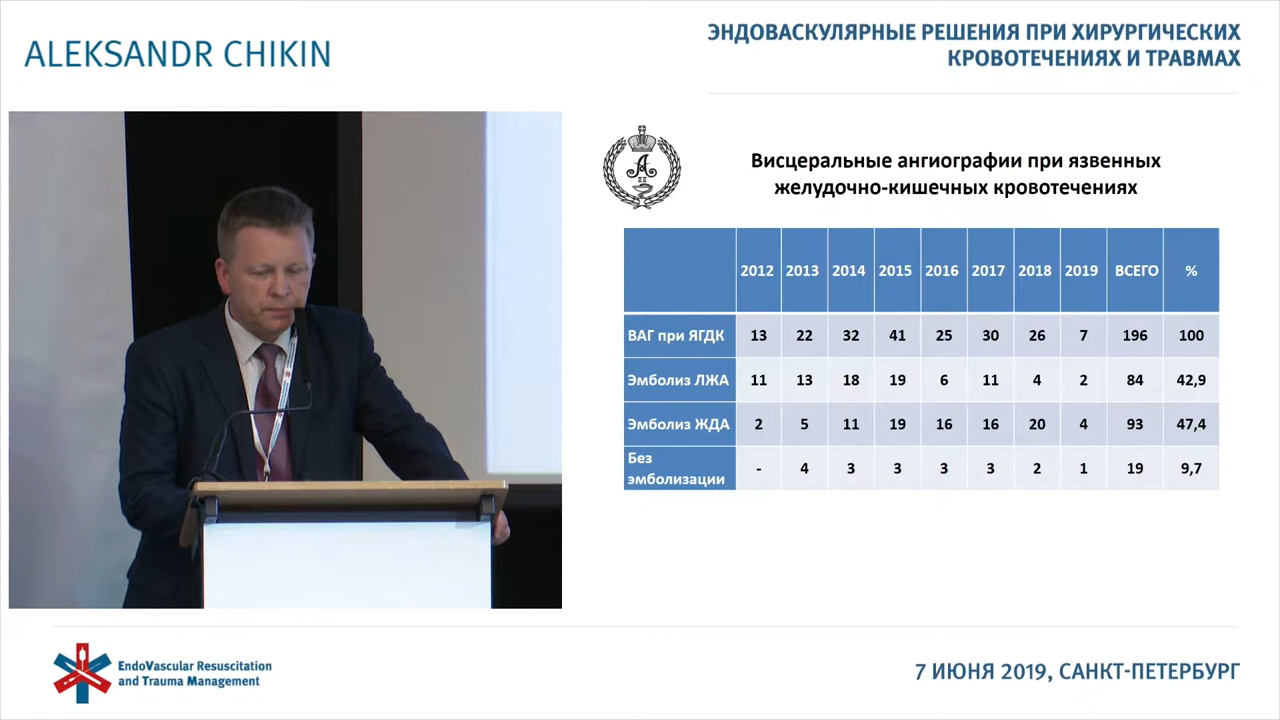 ALEKSANDR CHIKIN
ЭНДОВАСКУЛЯРНЫЕ РЕШЕНИЯ ПРИ ХИРУРГИЧЕСКИХ
КРОВОТЕЧЕНИЯХ И ТРАВМАХ
А
II
Висцеральные ангиографии при язвенных
желудочно-кишечных кровотечениях
2012 2013 2014 2015 2016 2017 2018 2019 ВСЕГО %
ВАГ при ЯГДК 13 22 32 41 25 30 26 7 196 100
Эмболиз ЛЖА 11 13 18 19 6 11 4 2 84 42,9
Эмболиз ЖДА 2 5 11 19 16 16 20 4 93 47,4
Без
эмболизации - 4 3 3 3 3 2 1 19 9,7
EndoVascular Resuscitation
and Trauma Management
7 ИЮНЯ 2019, САНКТ-ПЕТЕРБУРГ